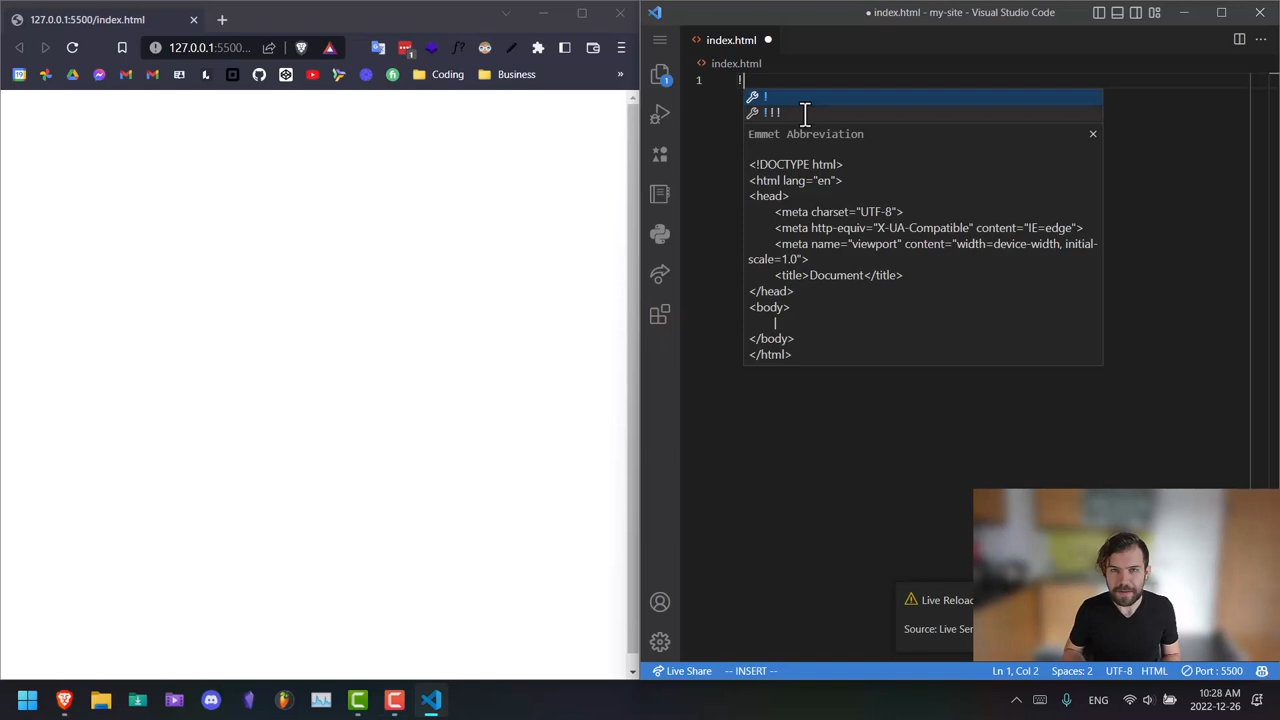 127.0.0.1:5500/index.html
127.0.0.1:5500...
1
Coding
Business
»
● index.html - my-site - Visual Studio Code
index.html
index.html
1
1
!
!
!!!
Emmet Abbreviation
<!DOCTYPE html>
<html lang="en">
<head>
<meta charset="UTF-8">
<meta http-equiv="X-UA-Compatible" content="IE=edge">
<meta name="viewport" content="width=device-width, initial-
scale=1.0">
<title>Document</title>
</head>
<body>
|
</body>
</html>
Live Reload
Source: Live Ser
Live Share
-- INSERT --
Ln 1, Col 2
Spaces: 2
UTF-8
HTML
Port : 5500
ENG
10:28 AM
2022-12-26